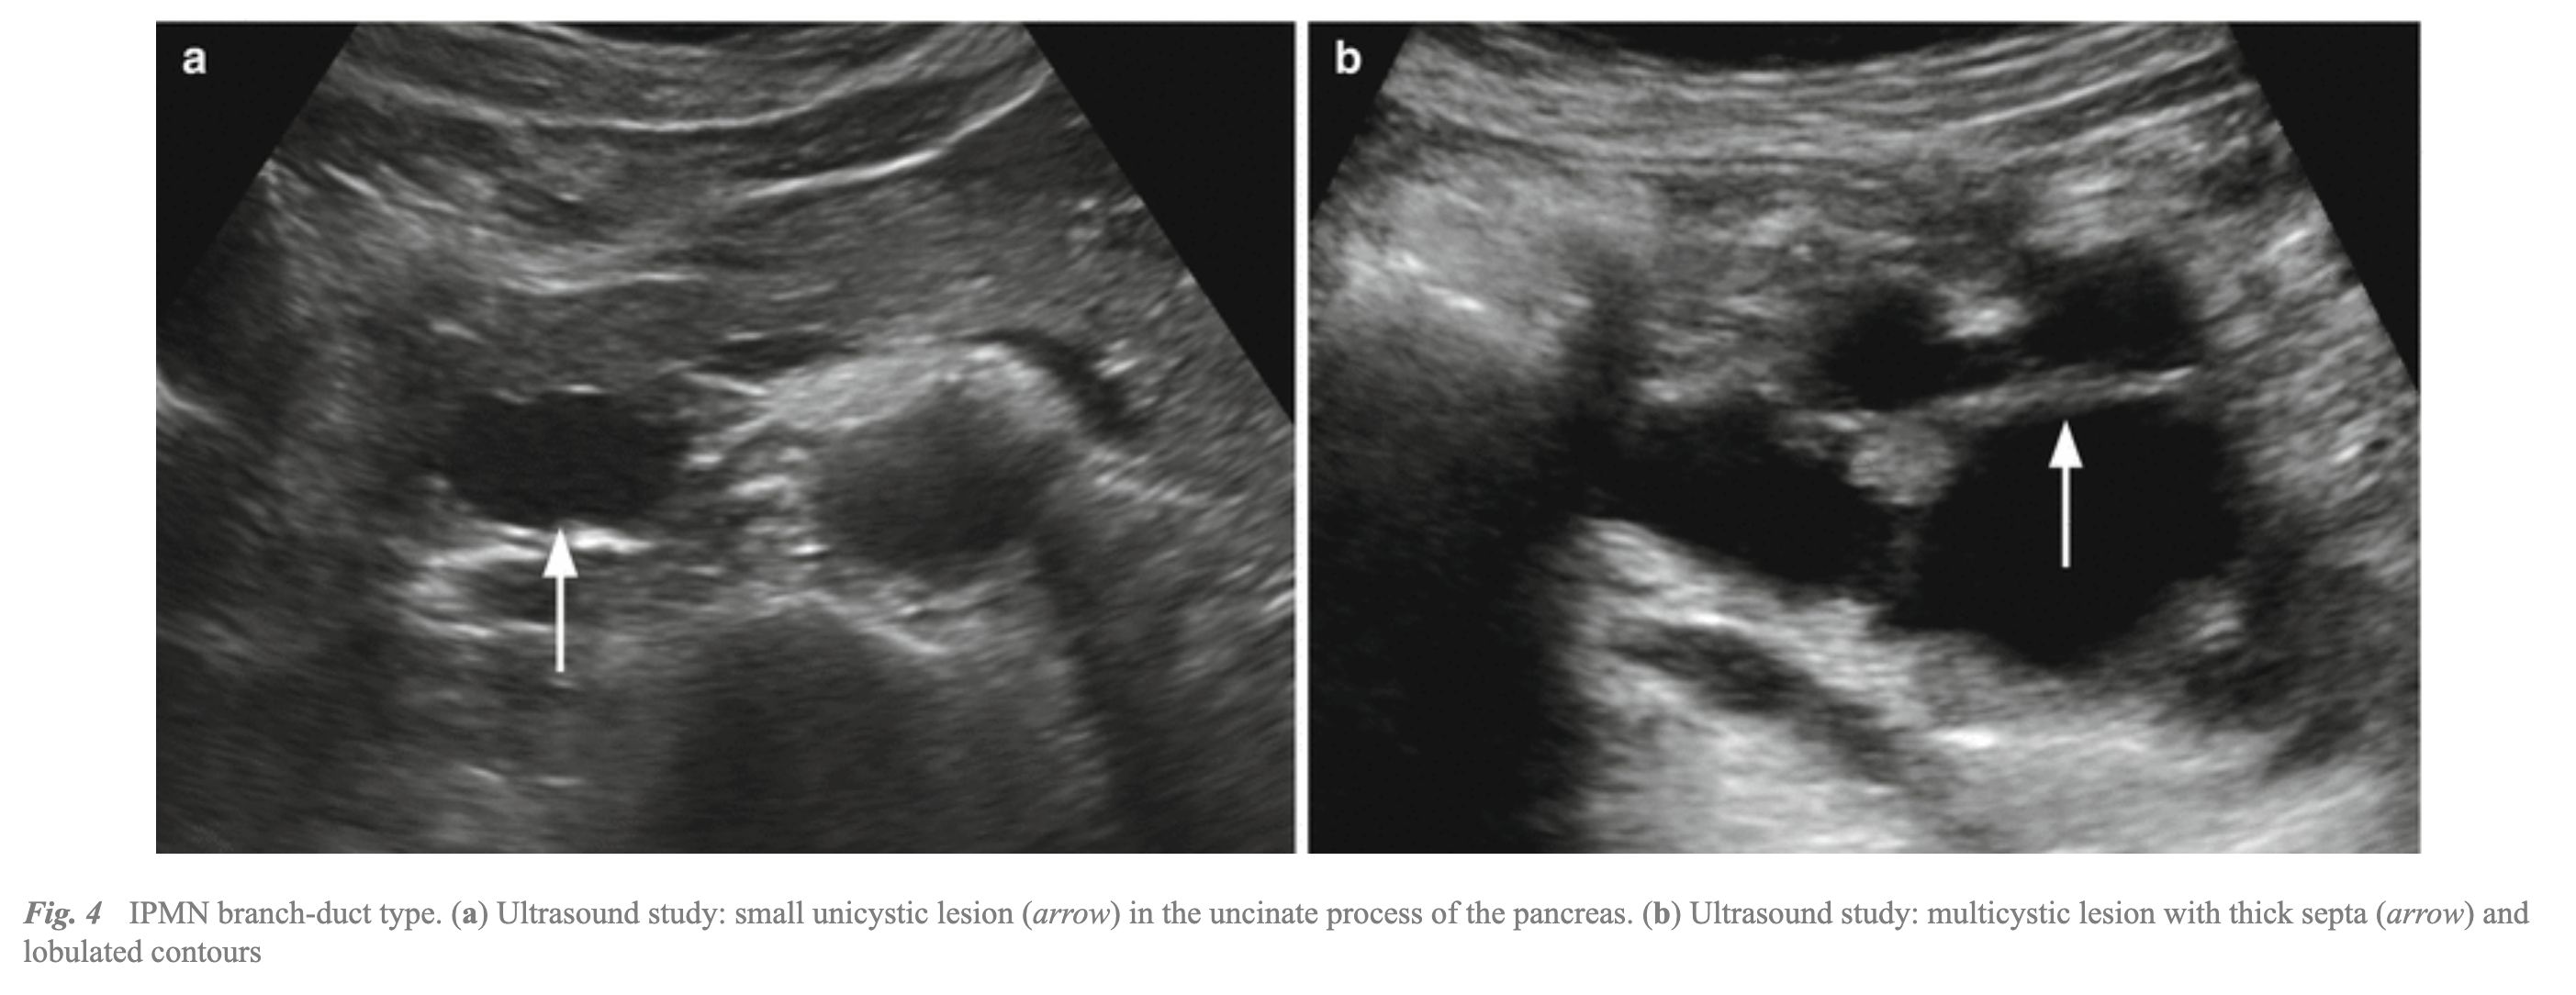 a
b
Fig. 4 IPMN branch-duct type. (a) Ultrasound study: small unicystic lesion (arrow) in the uncinate process of the pancreas. (b) Ultrasound study: multicystic lesion with thick septa (arrow) and
lobulated contours